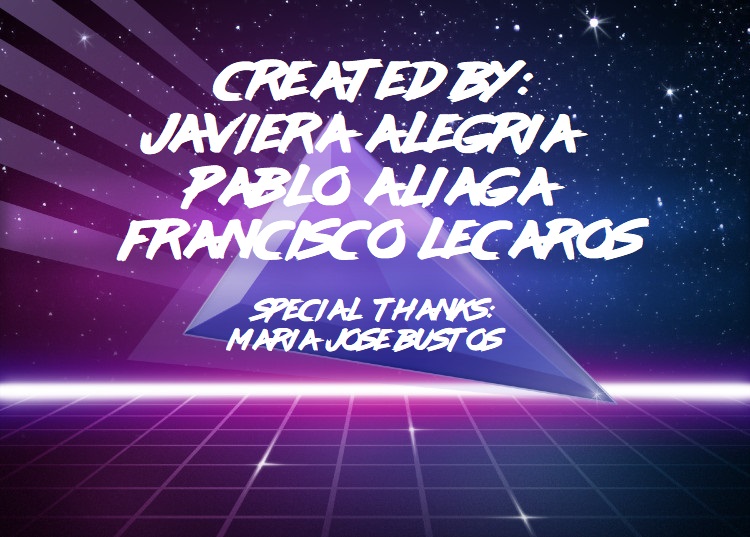 CREATED BY:
JAVIERA ALEGRIA
PABLO ALIAGA
FRANCISCO LECAROS
SPECIAL THANKS:
MARIA JOSE BUSTOS